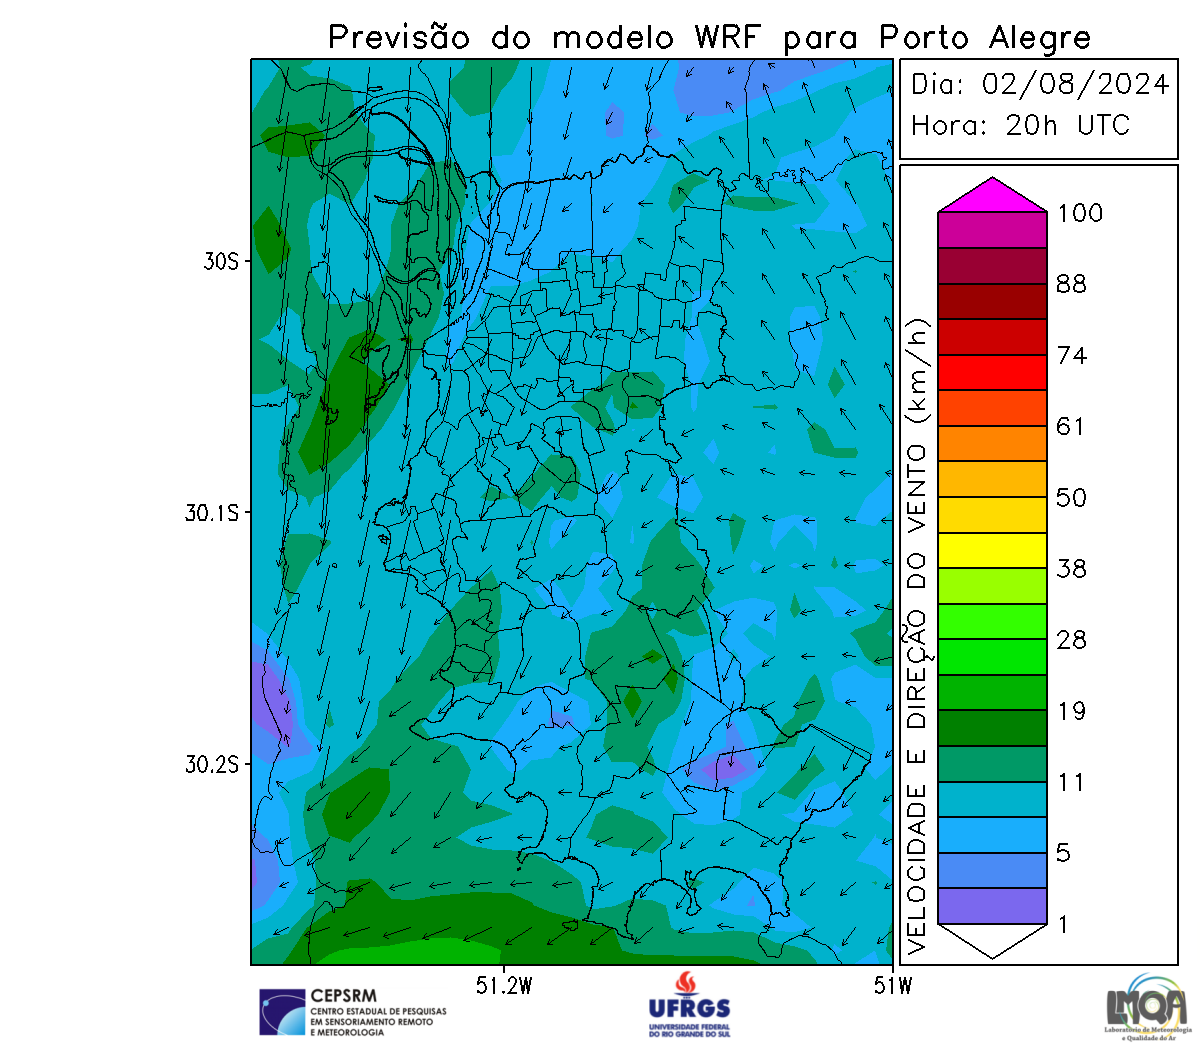 Previsão do modelo WRF para Porto Alegre
Dia: 02/08/2024
Hora: 20h UTC
VELOCIDADE E DIREÇÃO DO VENTO (km/h)
100
88
74
61
50
38
28
19
11
5
1
30S
30.1S
30.2S
51.2W
51W
CEPSRM
CENTRO ESTADUAL DE PESQUISAS
EM SENSORIAMENTO REMOTO
E METEOROLOGIA
UFRGS
UNIVERSIDADE FEDERAL
DO RIO GRANDE DO SUL
LMQA
Laboratório de Meteorologia
e Qualidade do Ar